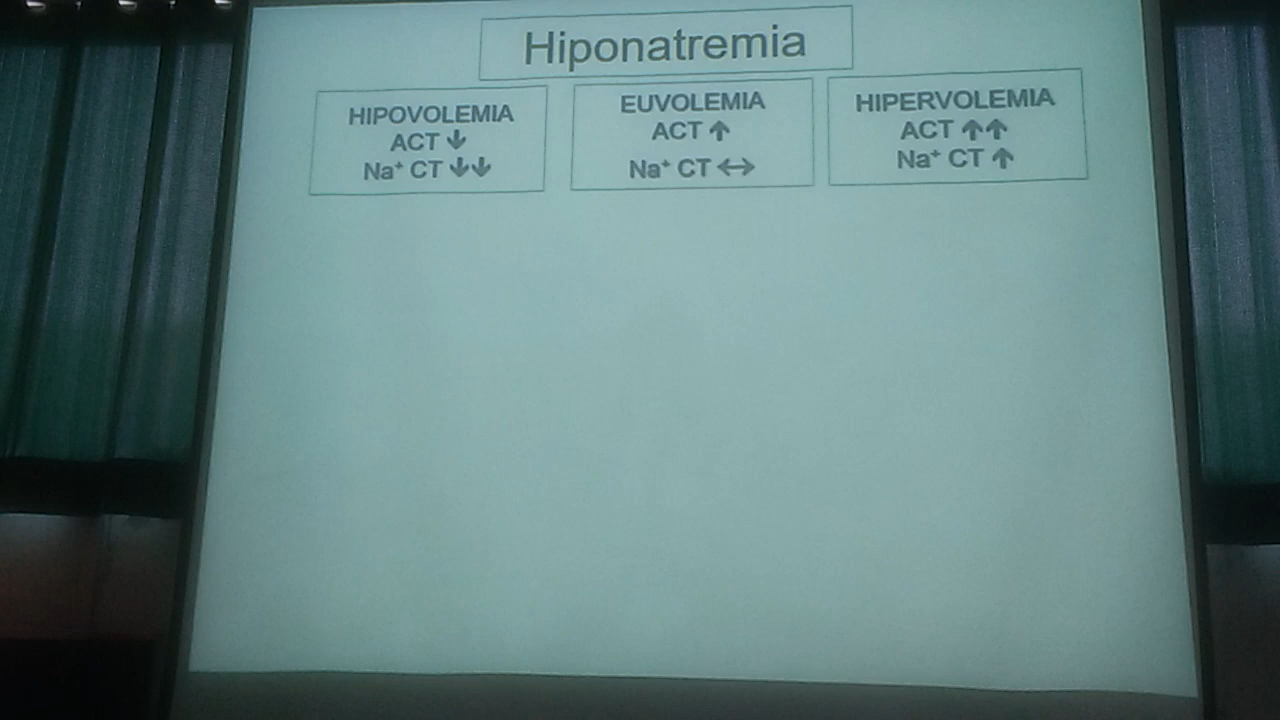 Hiponatremia
HIPOVOLEMIA
ACT ↓
Na⁺ CT ↓↓
EUVOLEMIA
ACT ↑
Na⁺ CT ↔
HIPERVOLEMIA
ACT ↑↑
Na⁺ CT ↑